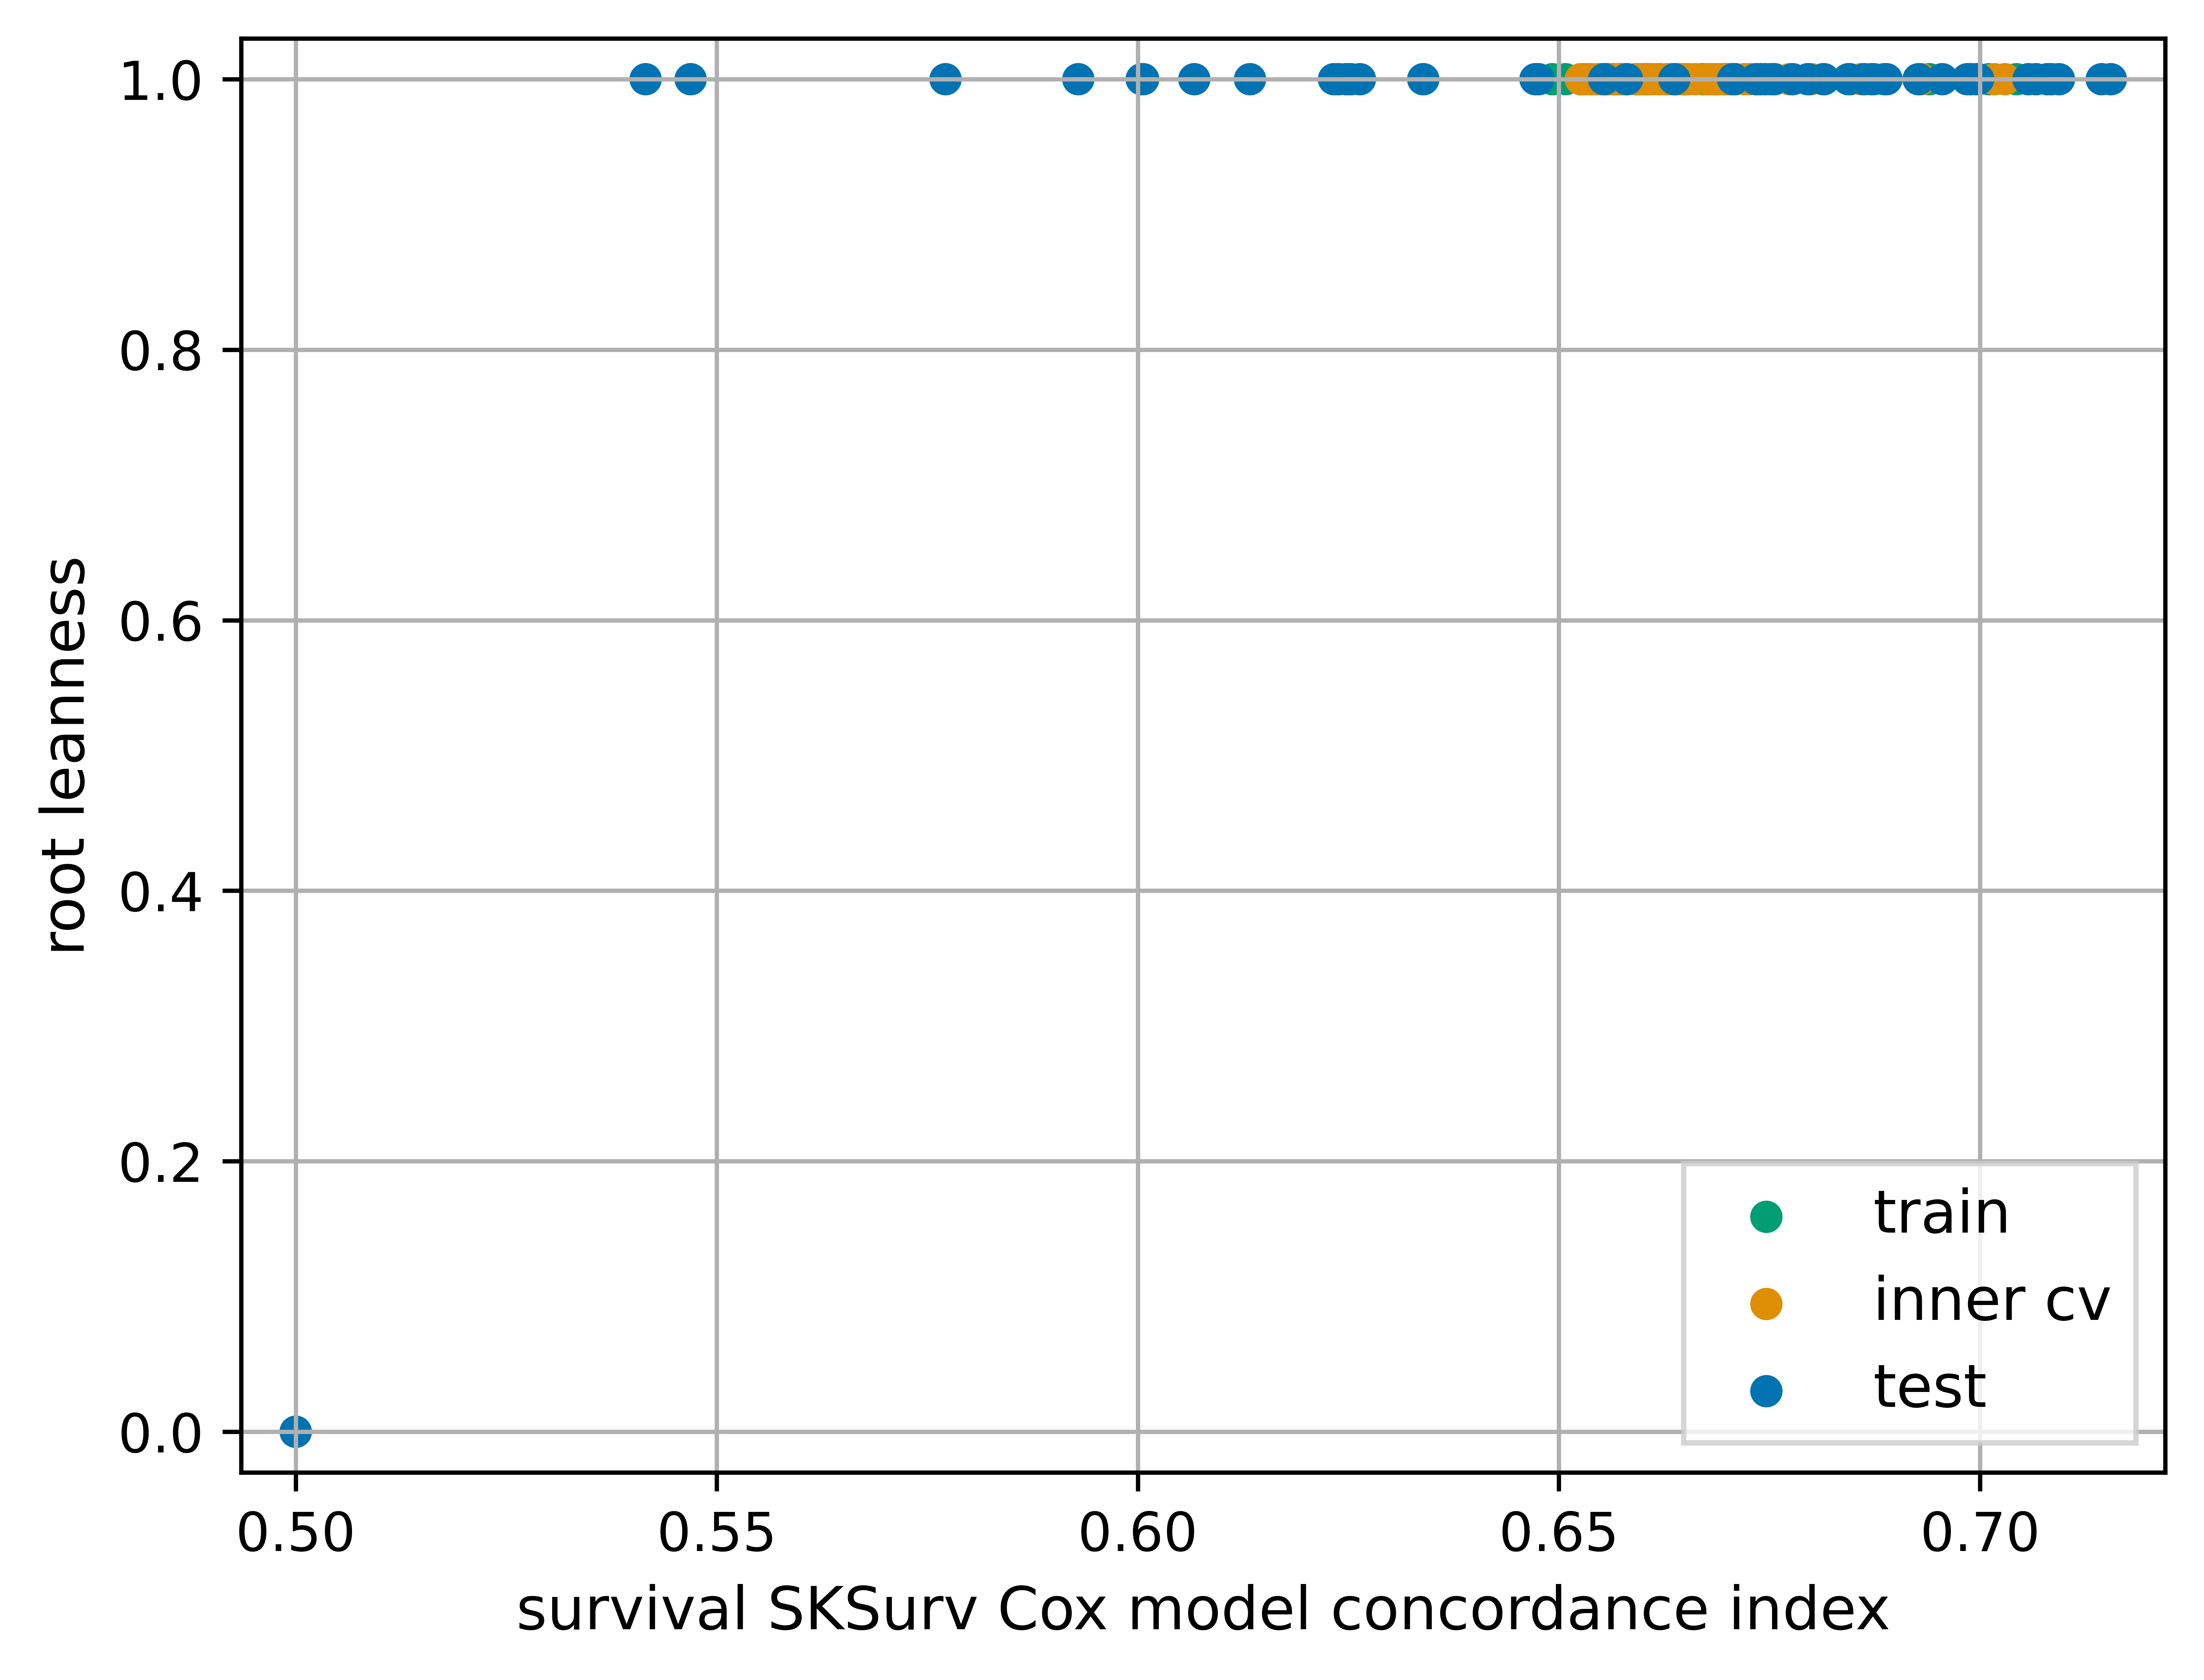 1.0
0.8
0.6
0.4
0.2
0.0
root leanness
train
inner cv
test
0.50 0.55 0.60 0.65 0.70
survival SKSurv Cox model concordance index